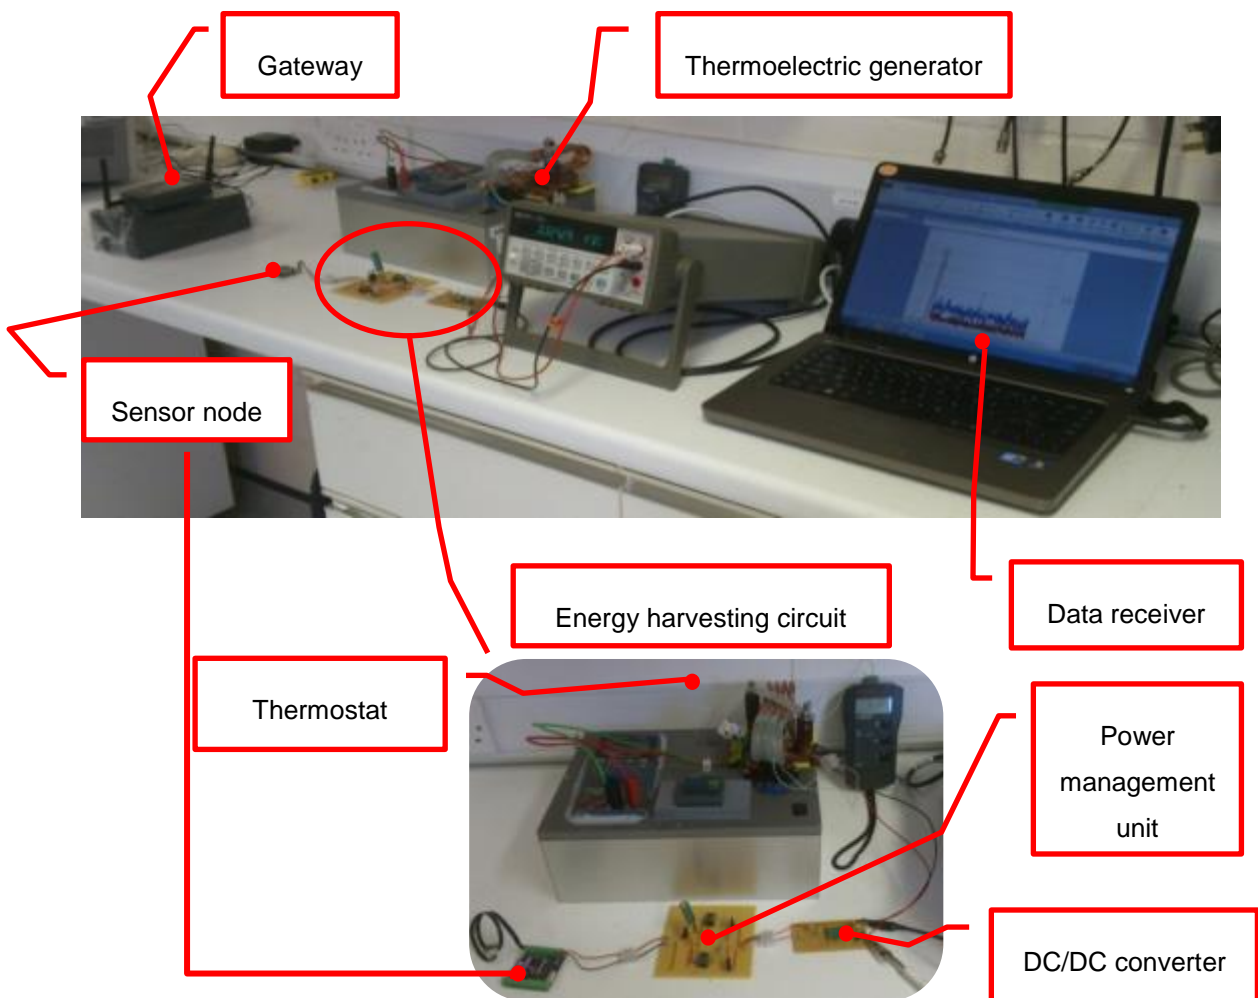 Gateway
Thermoelectric generator
Sensor node
Energy harvesting circuit
Data receiver
Thermostat
Power
management
unit
DC/DC converter